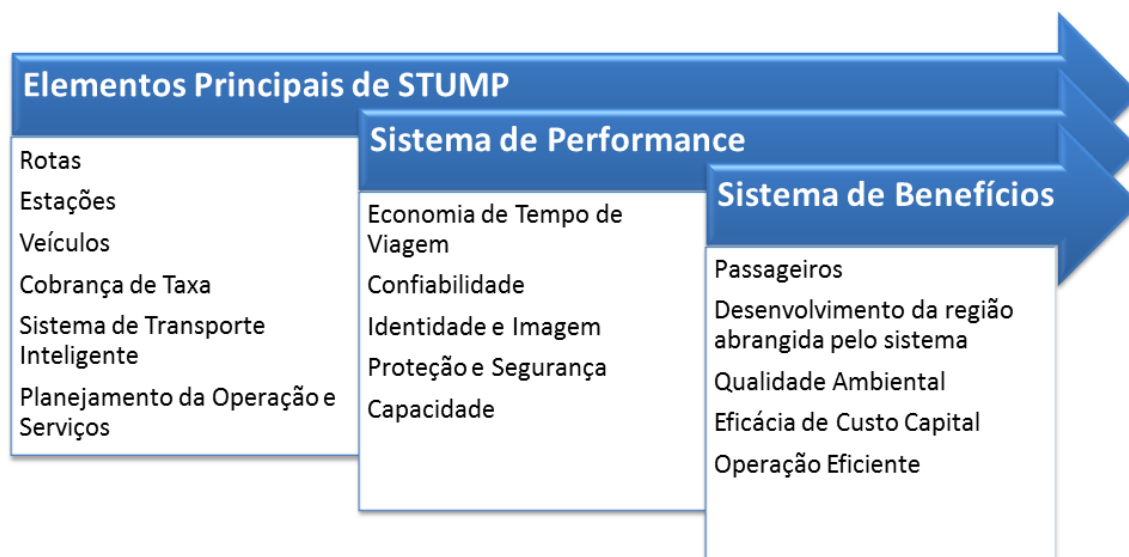 Elementos Principais de STUMP
Rotas
Estações
Veículos
Cobrança de Taxa
Sistema de Transporte
Inteligente
Planejamento da Operação e
Serviços
Sistema de Performance
Economia de Tempo de
Viagem
Confiabilidade
Identidade e Imagem
Proteção e Segurança
Capacidade
Sistema de Benefícios
Passageiros
Desenvolvimento da região
abrangida pelo sistema
Qualidade Ambiental
Eficácia de Custo Capital
Operação Eficiente